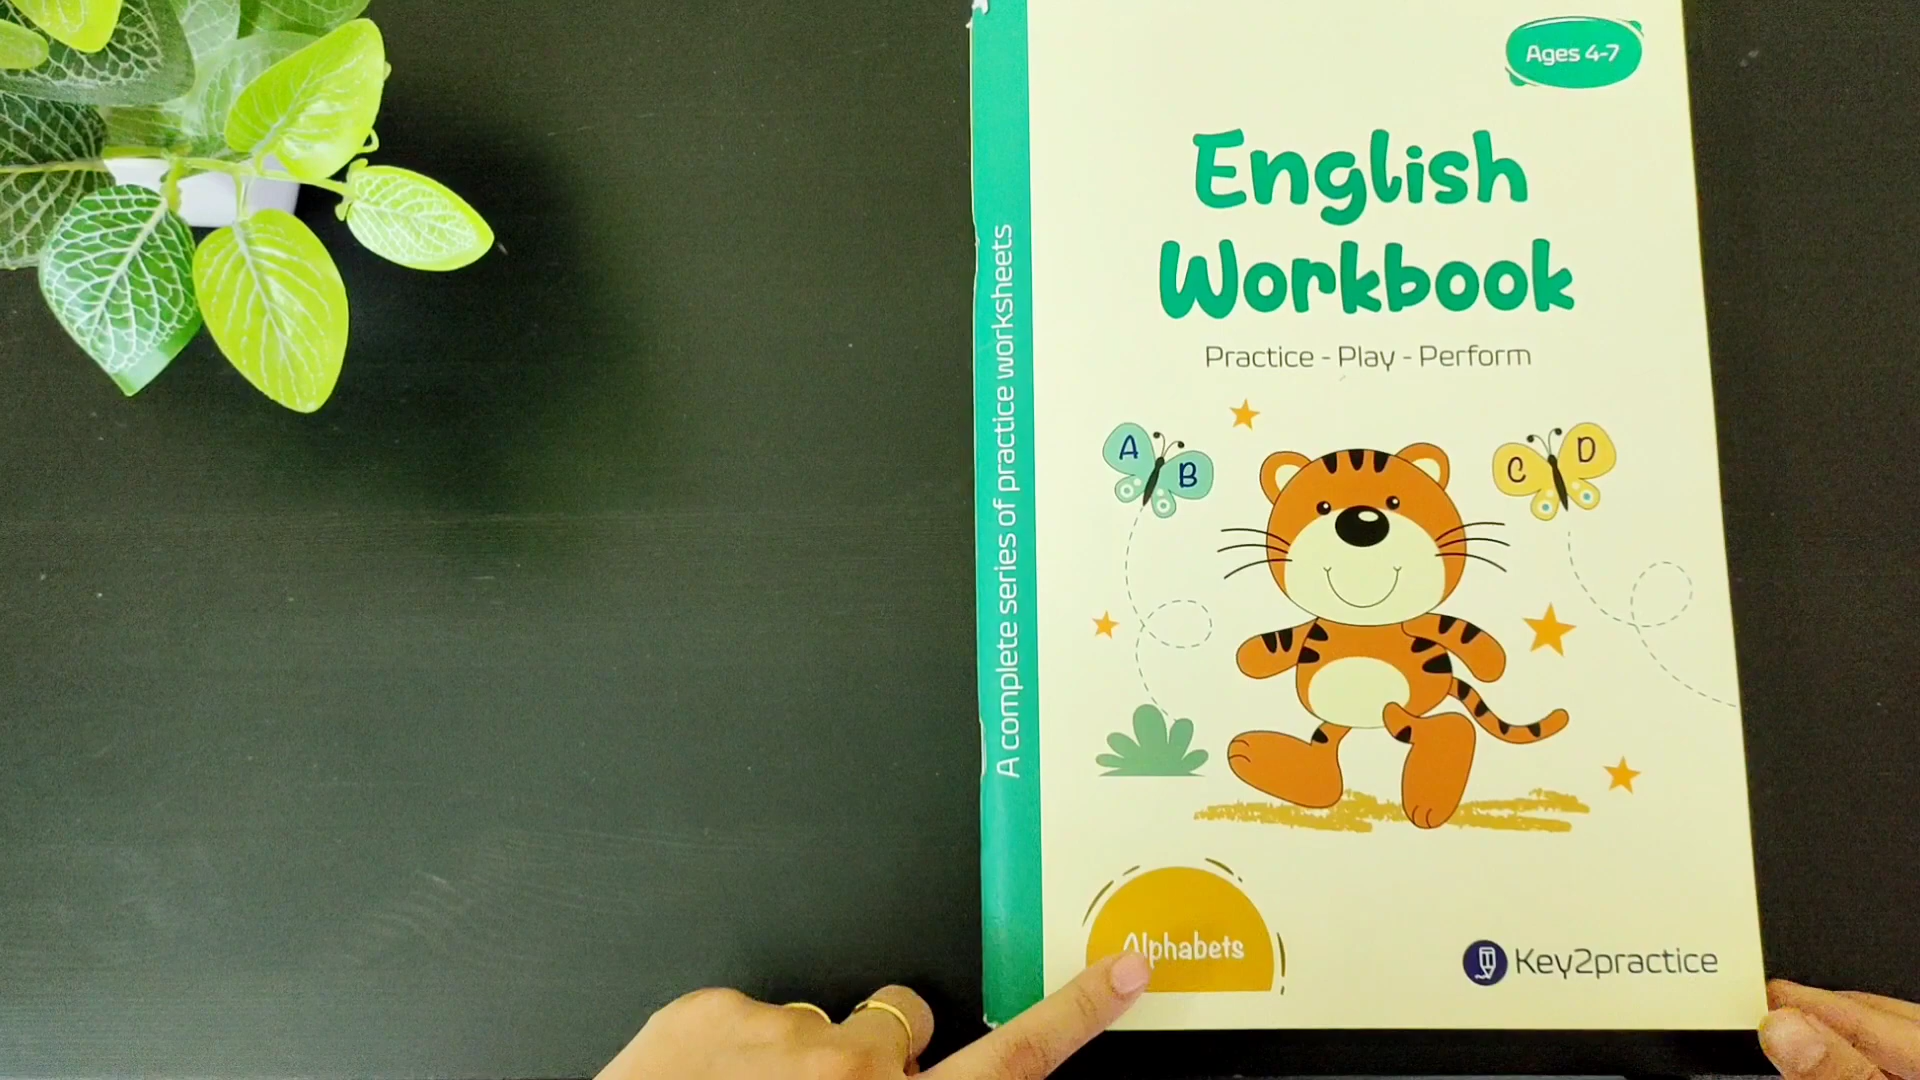 Ages 4-7
English
Workbook
Practice - Play - Perform
A B
C D
A complete series of practice worksheets
Alphabets
Key2practice